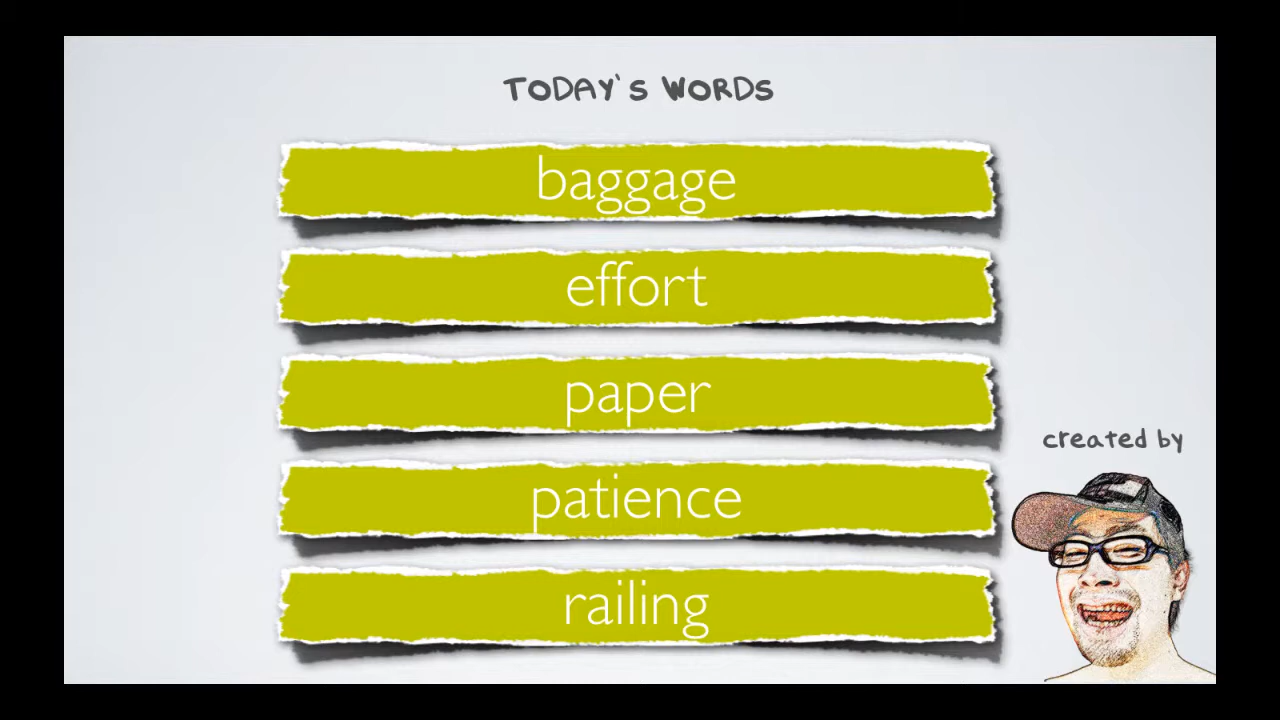 TODAY'S WORDS
baggage
effort
paper
patience
railing
created by